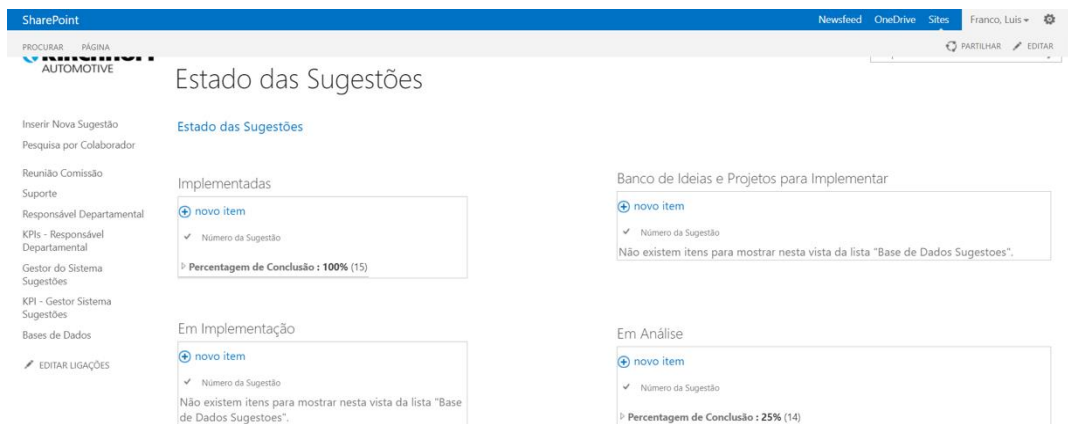 SharePoint
Newsfeed OneDrive Sites Franco, Luis
PROCURAR PÁGINA
PARTILHAR EDITAR
AUTOMOTIVE
Estado das Sugestões
Inserir Nova Sugestão
Pesquisa por Colaborador
Reunião Comissão
Suporte
Responsável Departamental
KPIs - Responsável
Departamental
Gestor do Sistema
Sugestões
KPI - Gestor Sistema
Sugestões
Bases de Dados
EDITAR LIGAÇÕES
Estado das Sugestões
Implementadas
novo item
Número da Sugestão
Percentagem de Conclusão : 100% (15)
Banco de Ideias e Projetos para Implementar
novo item
Número da Sugestão
Não existem itens para mostrar nesta vista da lista "Base de Dados Sugestoes".
Em Implementação
novo item
Número da Sugestão
Não existem itens para mostrar nesta vista da lista "Base
de Dados Sugestoes".
Em Análise
novo item
Número da Sugestão
Percentagem de Conclusão : 25% (14)